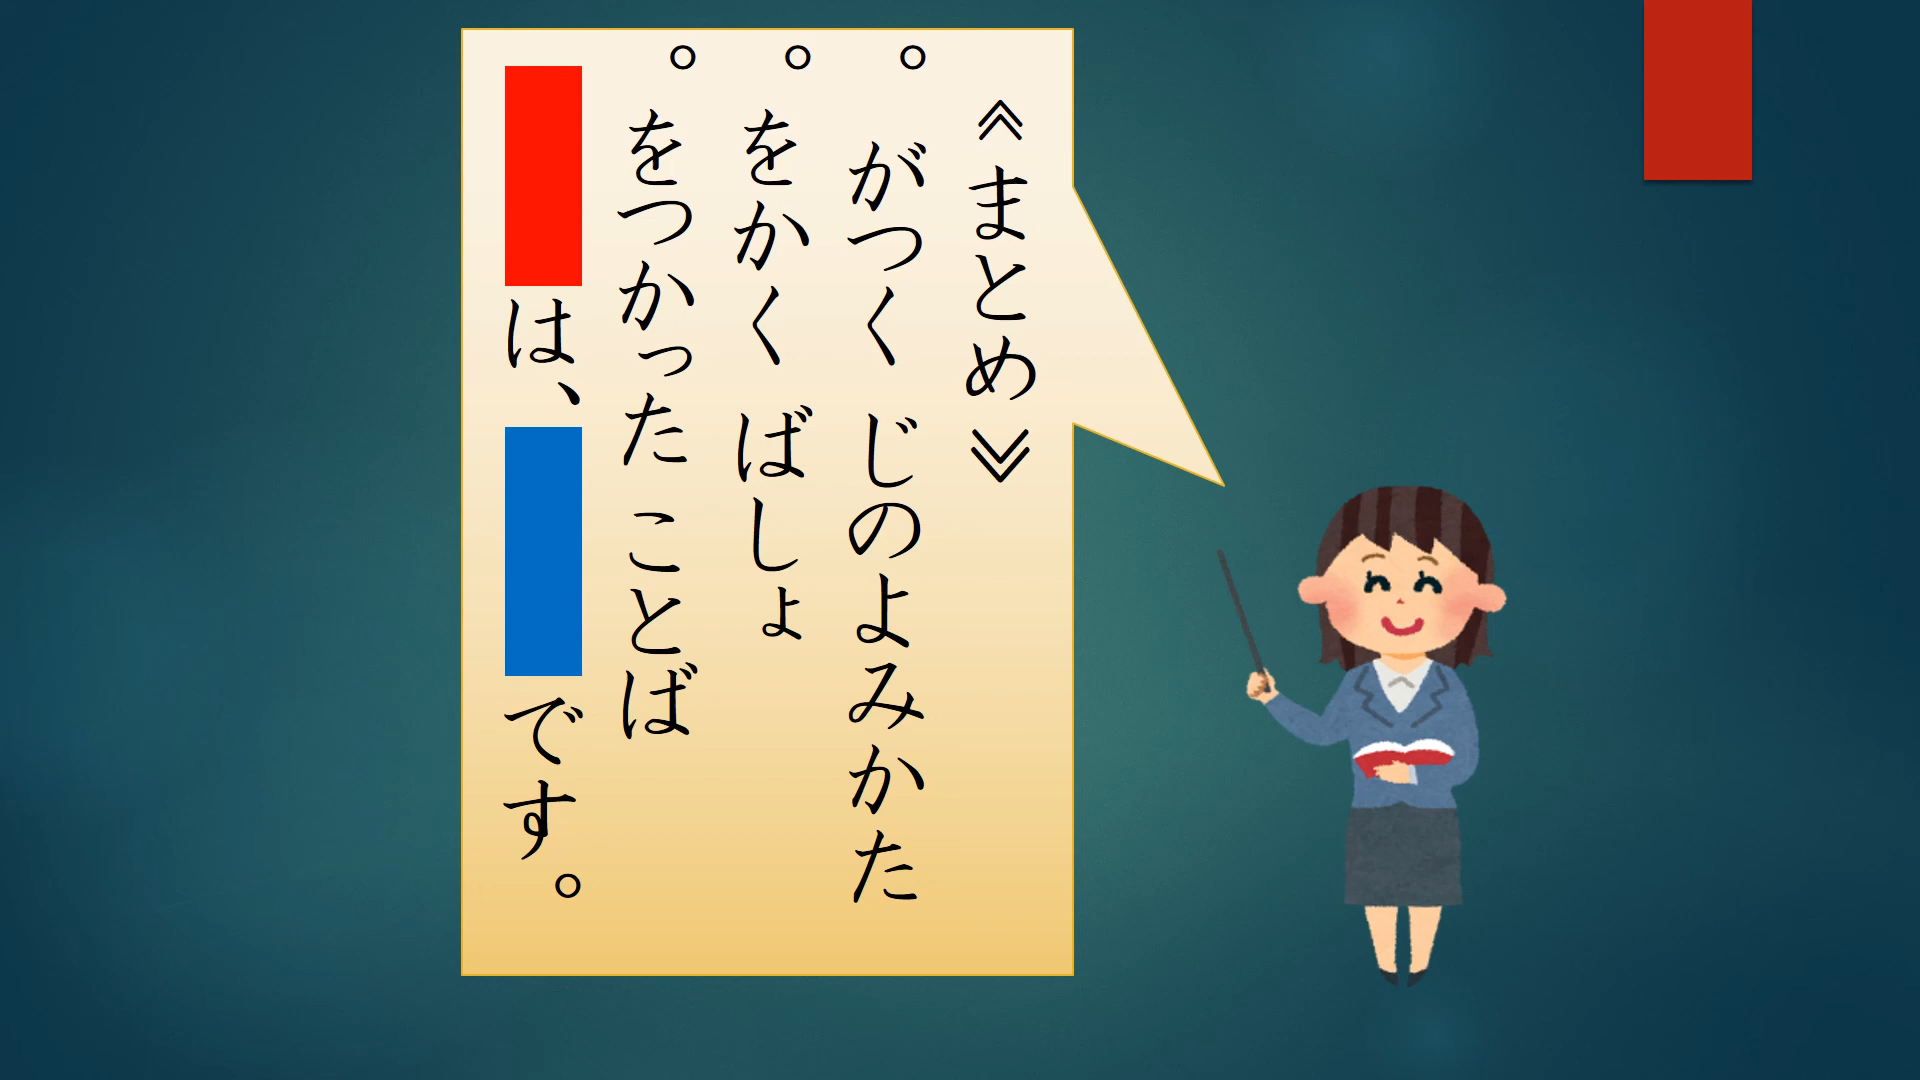 《まとめ》
。がつく じのよみかた
。をかく ばしょ
。をつかった ことば
は、
です。